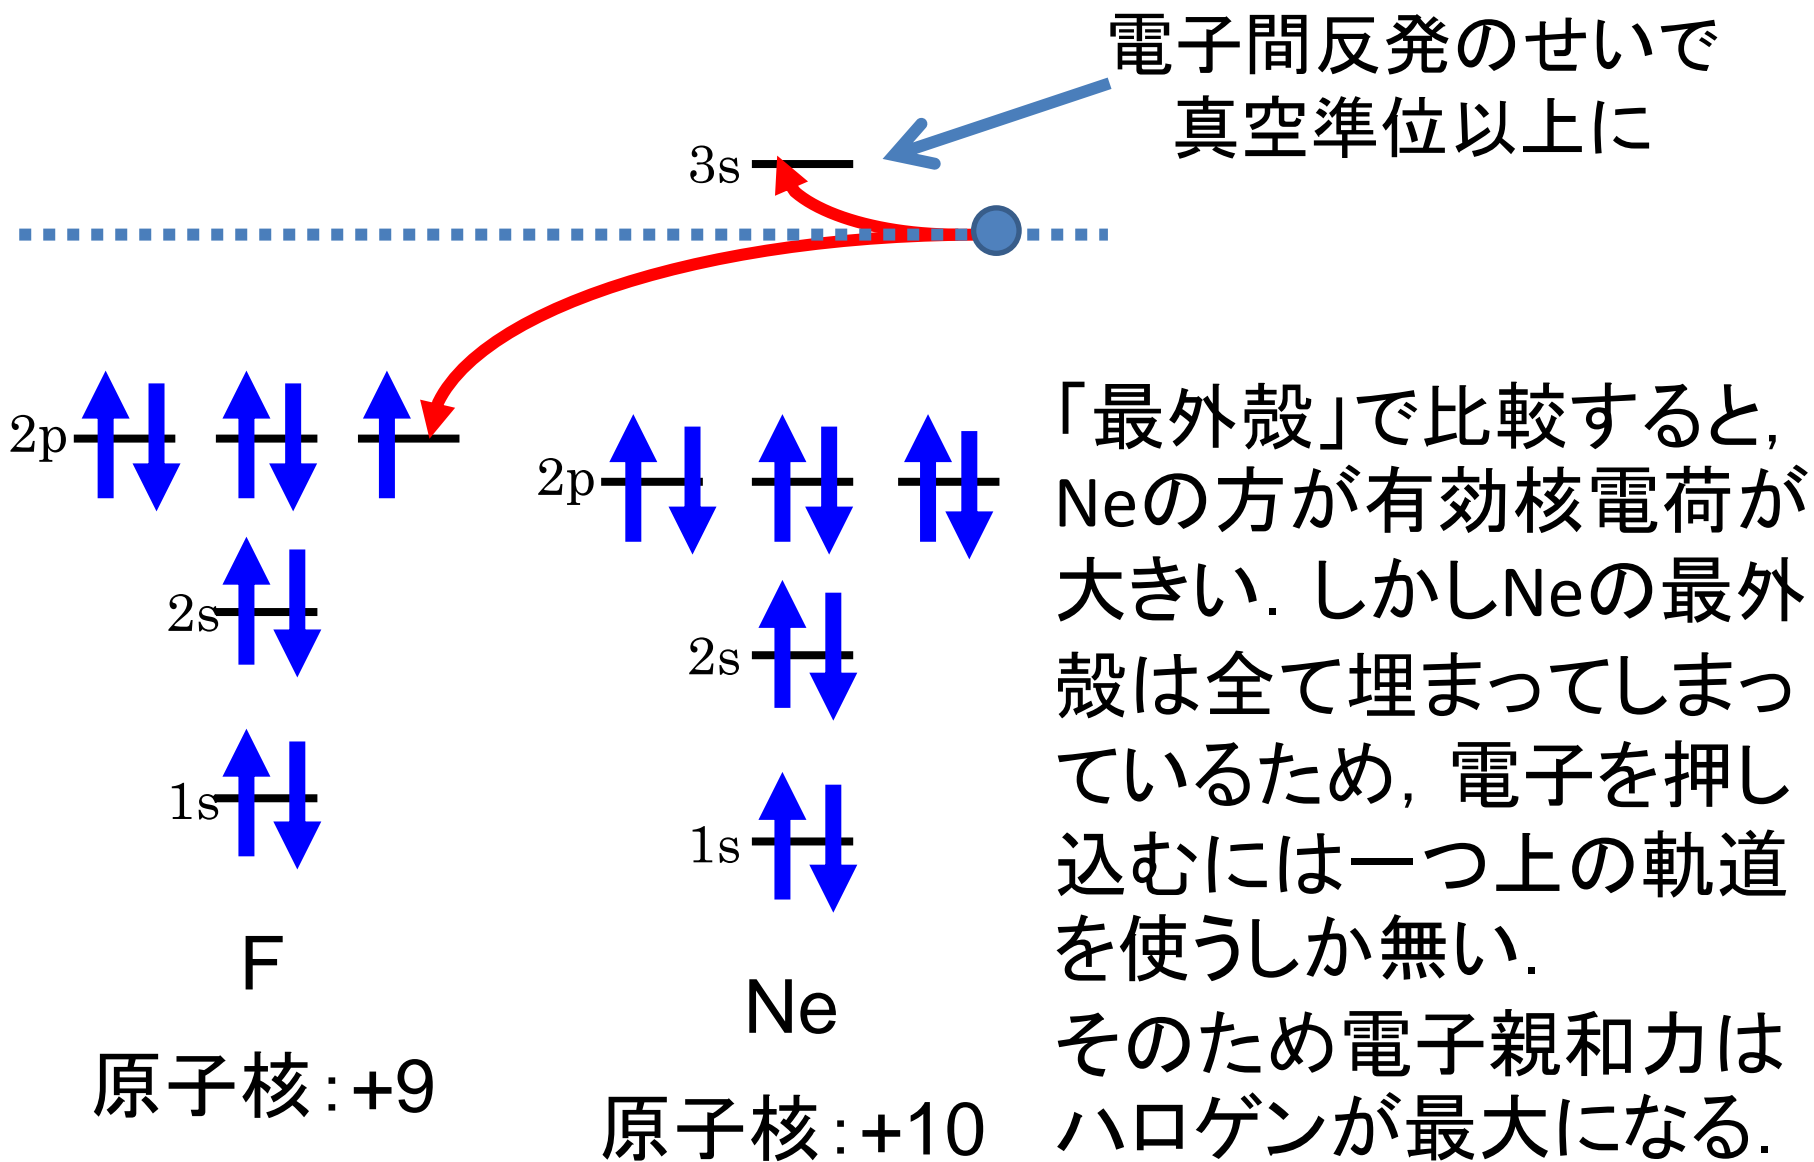 電子間反発のせいで
真空準位以上に
3s
2p
2s
1s
F
原子核：+9
2p
2s
1s
Ne
原子核：+10
「最外殻」で比較すると，
Neの方が有効核電荷が
大きい．しかしNeの最外
殻は全て埋まってしまっ
ているため，電子を押し
込むには一つ上の軌道
を使うしか無い．
そのため電子親和力は
ハロゲンが最大になる．